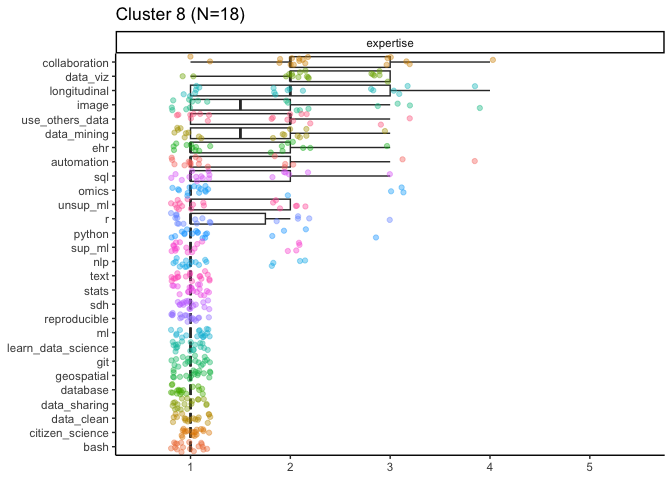 Cluster 8 (N=18)
expertise
collaboration
data_viz
longitudinal
image
use_others_data
data_mining
ehr
automation
sql
omics
unsup_ml
r
python
sup_ml
nlp
text
stats
sdh
reproducible
ml
learn_data_science
git
geospatial
database
data_sharing
data_clean
citizen_science
bash
1 2 3 4 5